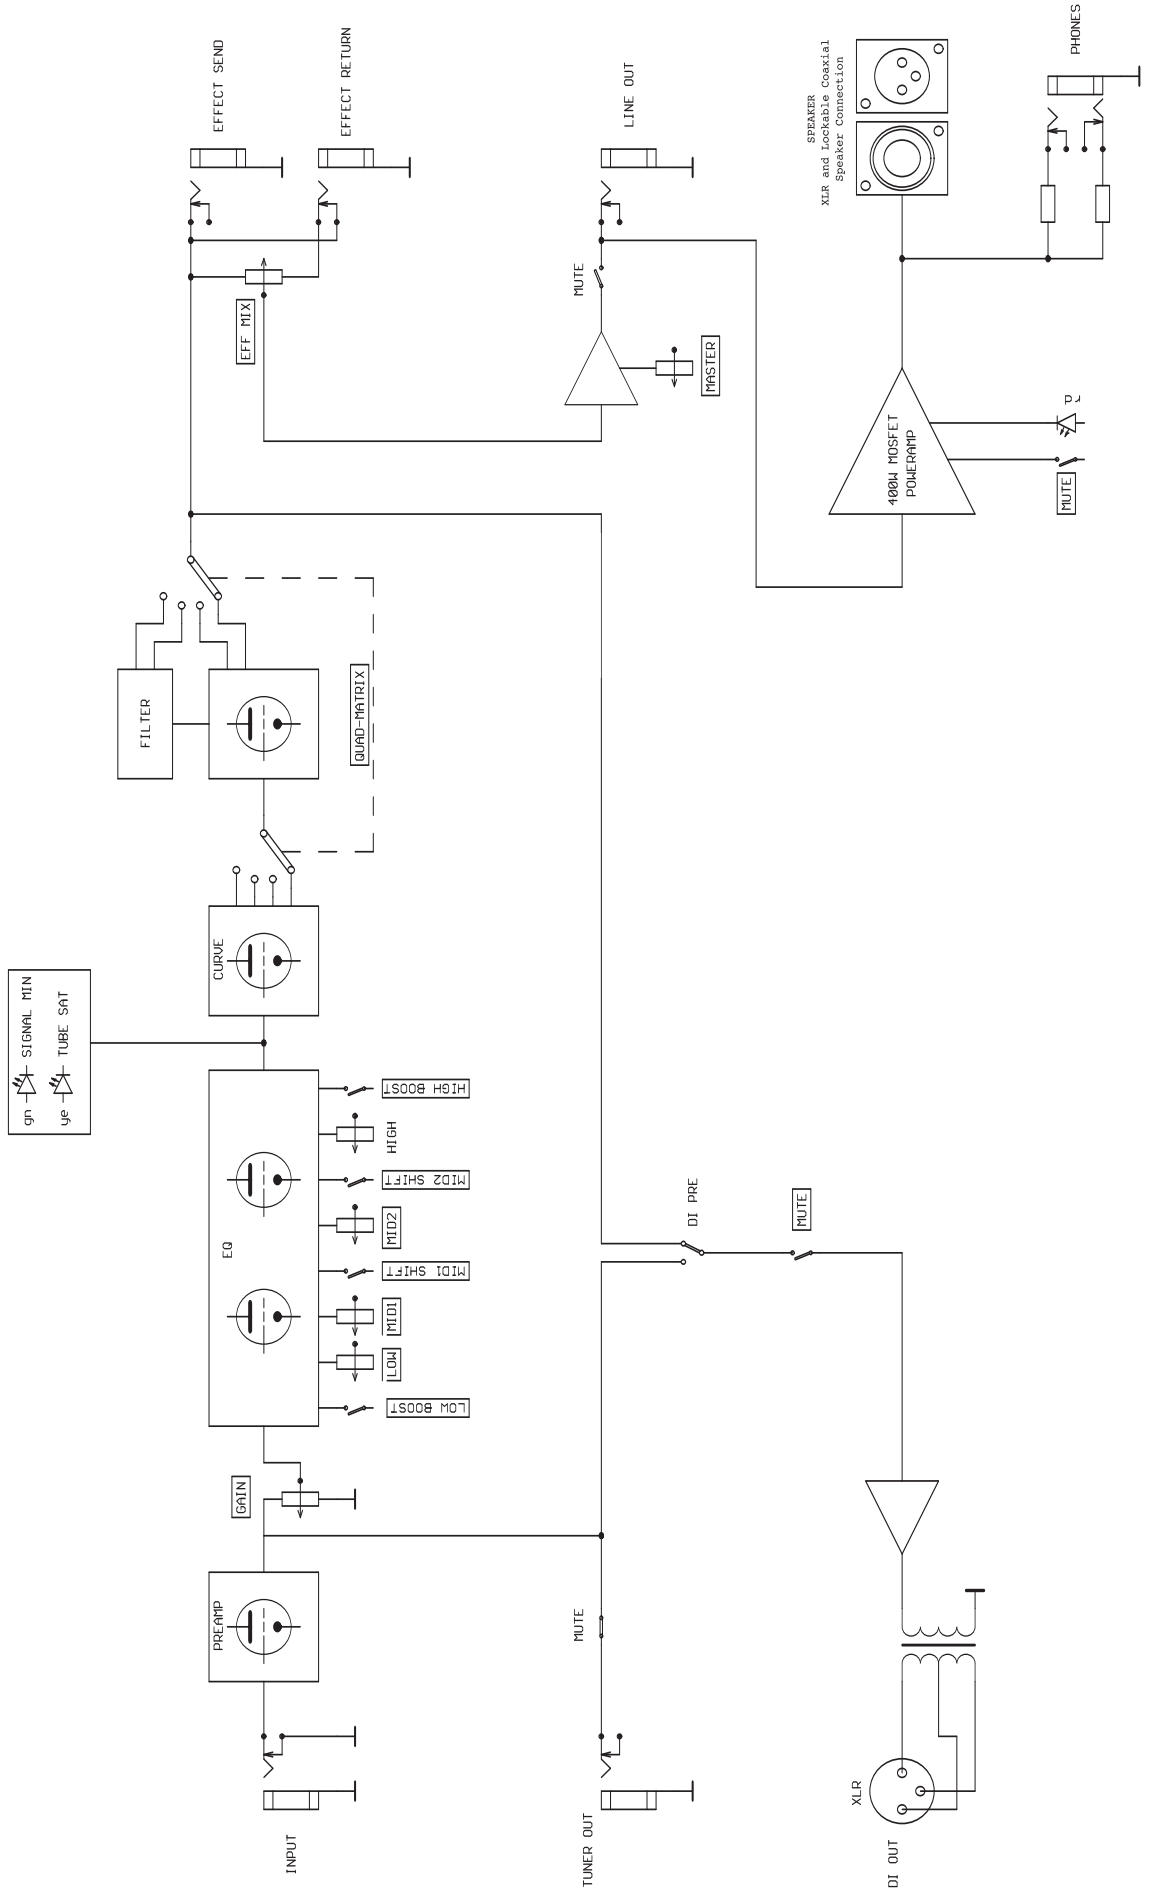 INPUT
PREAMP
GAIN
EQ
LOW BOOST
LOW
MID1
MID1 SHIFT
MID2
MID2 SHIFT
HIGH
HIGH BOOST
gn
SIGNAL MIN
ye
TUBE SAT
CURVE
FILTER
QUAD-MATRIX
EFF MIX
EFFECT SEND
EFFECT RETURN
TUNER OUT
MUTE
DI PRE
MUTE
MASTER
MUTE
LINE OUT
DI OUT
XLR
400W MOSFET
POWERAMP
MUTE
SPEAKER
XLR and Lockable Coaxial
Speaker Connection
PHONES